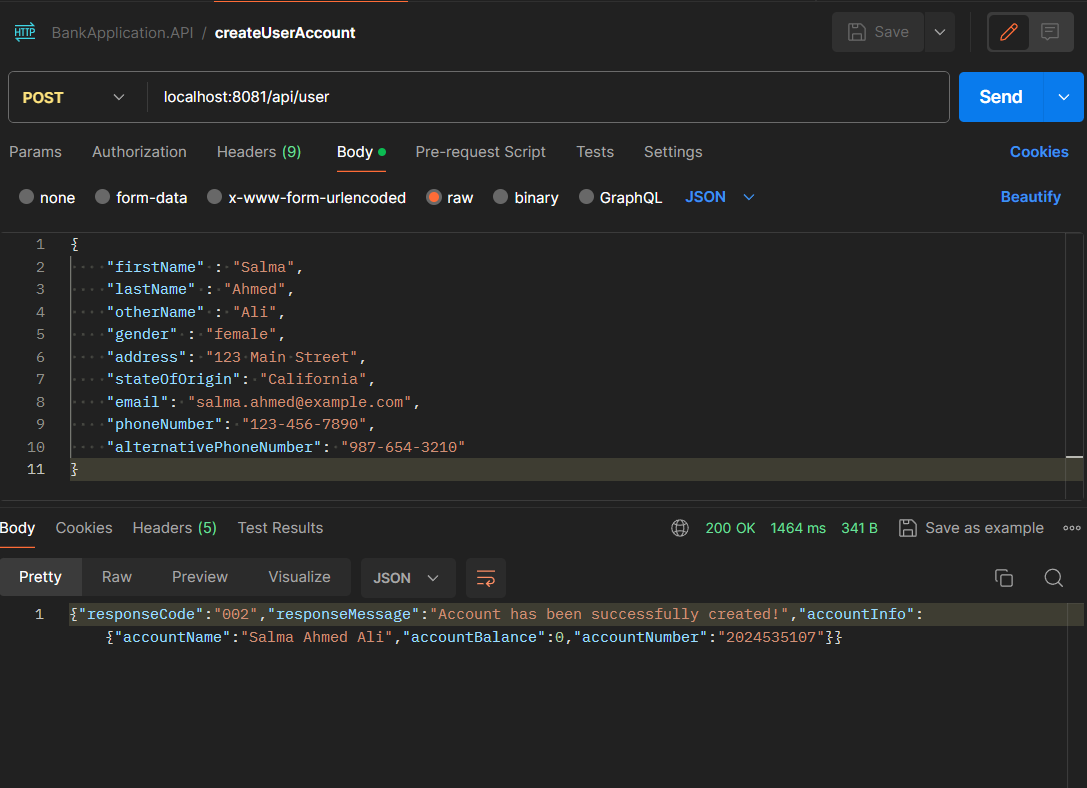 HTTP BankApplication.API / createUserAccount Save
POST localhost:8081/api/user Send
Params Authorization Headers (9) Body Pre-request Script Tests Settings Cookies
none form-data x-www-form-urlencoded raw binary GraphQL JSON Beautify
1 {
2 "firstName" : "Salma",
3 "lastName" : "Ahmed",
4 "otherName" : "Ali",
5 "gender" : "female",
6 "address": "123 Main Street",
7 "stateOfOrigin": "California",
8 "email": "salma.ahmed@example.com",
9 "phoneNumber": "123-456-7890",
10 "alternativePhoneNumber": "987-654-3210"
11 }
Body Cookies Headers (5) Test Results 200 OK 1464 ms 341 B Save as example
Pretty Raw Preview Visualize JSON
1 {"responseCode":"002","responseMessage":"Account has been successfully created!","accountInfo":
{"accountName":"Salma Ahmed Ali","accountBalance":0,"accountNumber":"2024535107"}}